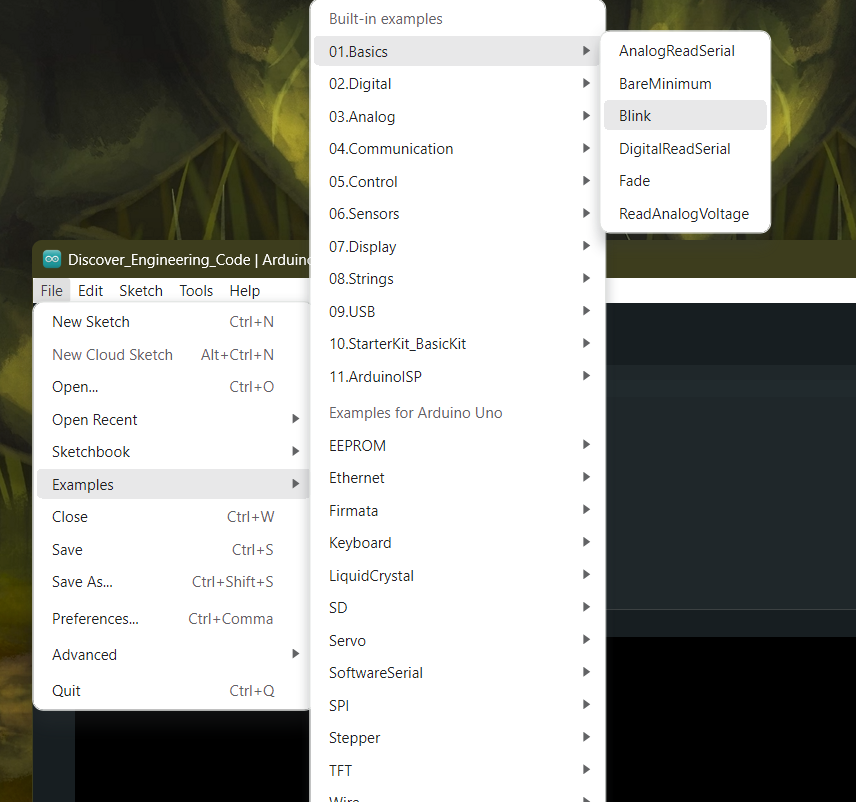 Built-in examples
01.Basics
02.Digital
03.Analog
04.Communication
05.Control
06.Sensors
07.Display
08.Strings
09.USB
10.StarterKit_BasicKit
11.ArduinoISP
Examples for Arduino Uno
EEPROM
Ethernet
Firmata
Keyboard
LiquidCrystal
SD
Servo
SoftwareSerial
SPI
Stepper
TFT
Wire
AnalogReadSerial
BareMinimum
Blink
DigitalReadSerial
Fade
ReadAnalogVoltage
Discover_Engineering_Code | Arduino
File Edit Sketch Tools Help
New Sketch Ctrl+N
New Cloud Sketch Alt+Ctrl+N
Open... Ctrl+O
Open Recent
Sketchbook
Examples
Close Ctrl+W
Save Ctrl+S
Save As... Ctrl+Shift+S
Preferences... Ctrl+Comma
Advanced
Quit Ctrl+Q